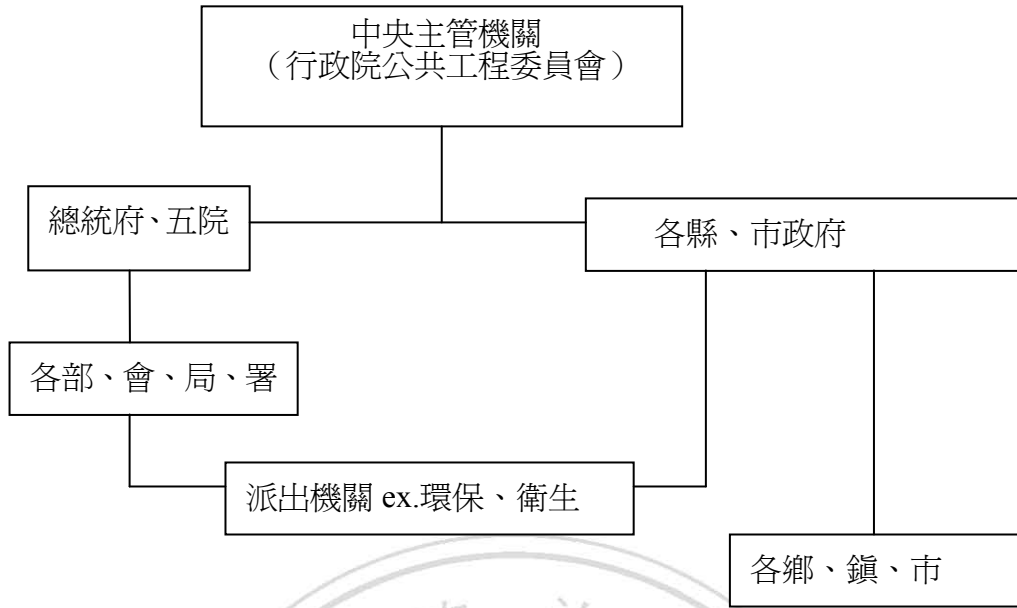 中央主管機關
（行政院公共工程委員會）
總統府、五院
各縣、市政府
各部、會、局、署
派出機關 ex.環保、衛生
各鄉、鎮、市